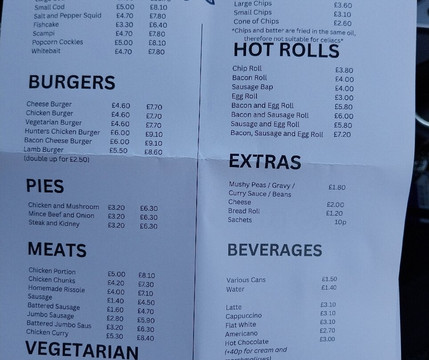 Small Cod £5.00 £8.10
Salt and Pepper Squid £4.70 £7.80
Fishcake £3.30 £6.40
Scampi £4.70 £7.80
Popcorn Cockles £5.00 £8.10
Whitebait £4.70 £7.80
BURGERS
Cheese Burger £4.60 £7.70
Chicken Burger £4.60 £7.70
Vegetarian Burger £4.60 £7.70
Hunters Chicken Burger £6.00 £9.10
Bacon Cheese Burger £6.00 £9.10
Lamb Burger £5.50 £8.60
(double up for £2.50)
PIES
Chicken and Mushroom £3.20 £6.30
Mince Beef and Onion £3.20 £6.30
Steak and Kidney £3.20 £6.30
MEATS
Chicken Portion £5.00 £8.10
Chicken Chunks £4.20 £7.30
Homemade Rissole £4.00 £7.10
Sausage £1.40 £4.50
Battered Sausage £1.60 £4.70
Jumbo Sausage £2.80 £5.90
Battered Jumbo Saus £3.20 £6.30
Chicken Curry £5.30 £8.40
VEGETARIAN
Large Chips £3.60
Small Chips £3.10
Cone of Chips £2.60
*Chips and batter are fried in the same oil,
therefore not suitable for celiacs*
HOT ROLLS
Chip Roll £3.80
Bacon Roll £4.00
Sausage Bap £4.00
Egg Roll £3.00
Bacon and Egg Roll £5.80
Bacon and Sausage Roll £6.00
Sausage and Egg Roll £5.80
Bacon, Sausage and Egg Roll £7.20
EXTRAS
Mushy Peas / Gravy / £1.80
Curry Sauce / Beans
Cheese £2.00
Bread Roll £1.20
Sachets 10p
BEVERAGES
Various Cans £1.50
Water £1.40
Latte £3.10
Cappuccino £3.10
Flat White £3.10
Americano £2.70
Hot Chocolate £3.00
(+40p for cream and